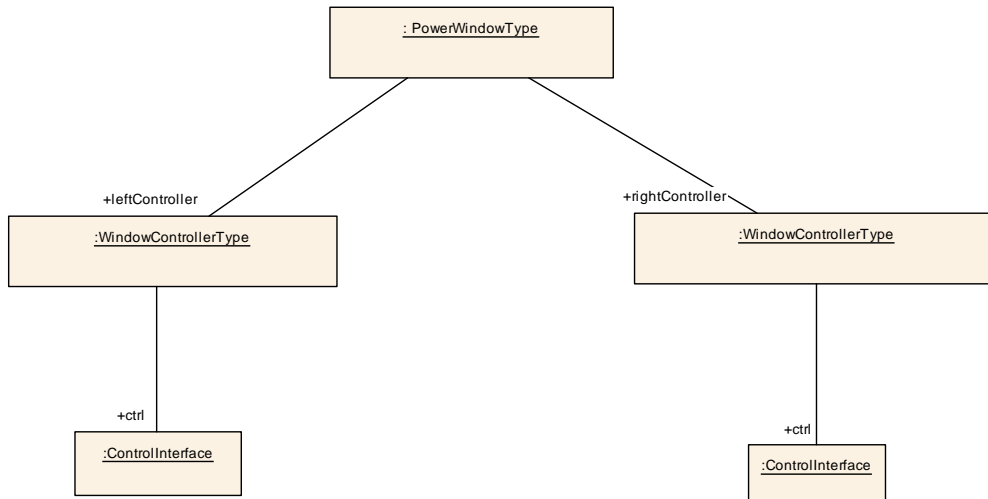 : PowerWindowType
+leftController
+rightController
:WindowControllerType
:WindowControllerType
+ctrl
+ctrl
:ControlInterface
:ControlInterface